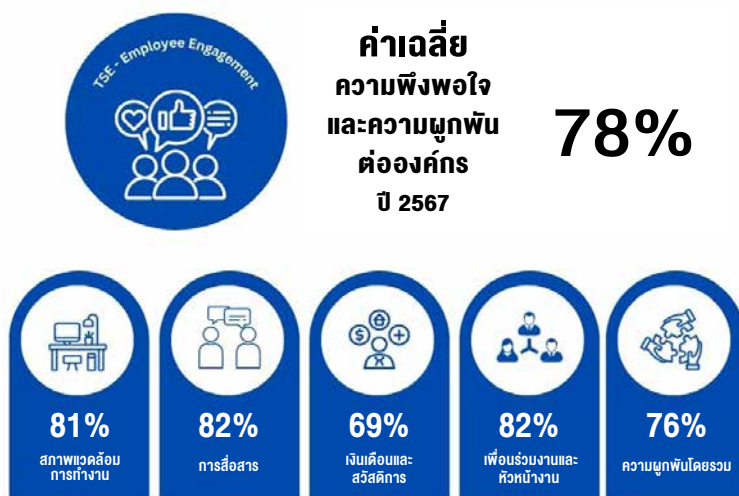 TSE - Employee Engagement
ค่าเฉลี่ย
ความพึงพอใจ
และความผูกพัน
ต่อองค์กร
ปี 2567
78%
81%
สภาพแวดล้อม
การทำงาน
82%
การสื่อสาร
69%
เงินเดือนและ
สวัสดิการ
82%
เพื่อนร่วมงานและ
หัวหน้างาน
76%
ความผูกพันโดยรวม